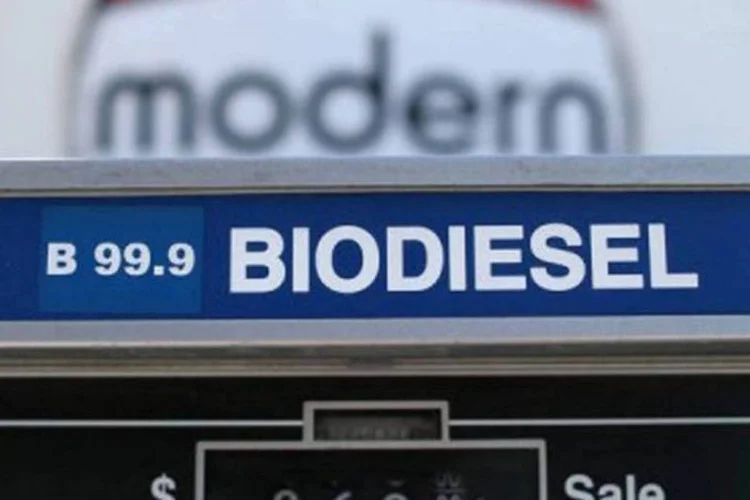 modern
B 99.9 BIODIESEL
$ Sale